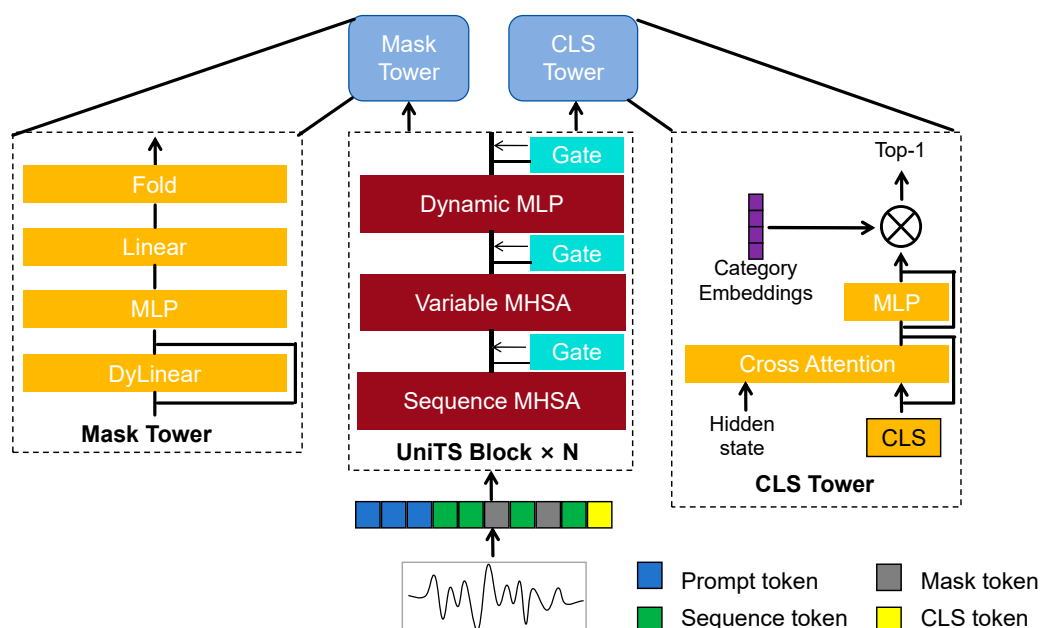 Mask
Tower
CLS
Tower
Fold
Linear
MLP
DyLinear
Mask Tower
Gate
Dynamic MLP
Gate
Variable MHSA
Gate
Sequence MHSA
UniTS Block × N
Top-1
Category
Embeddings
MLP
Cross Attention
Hidden
state
CLS
CLS Tower
Prompt token
Mask token
Sequence token
CLS token